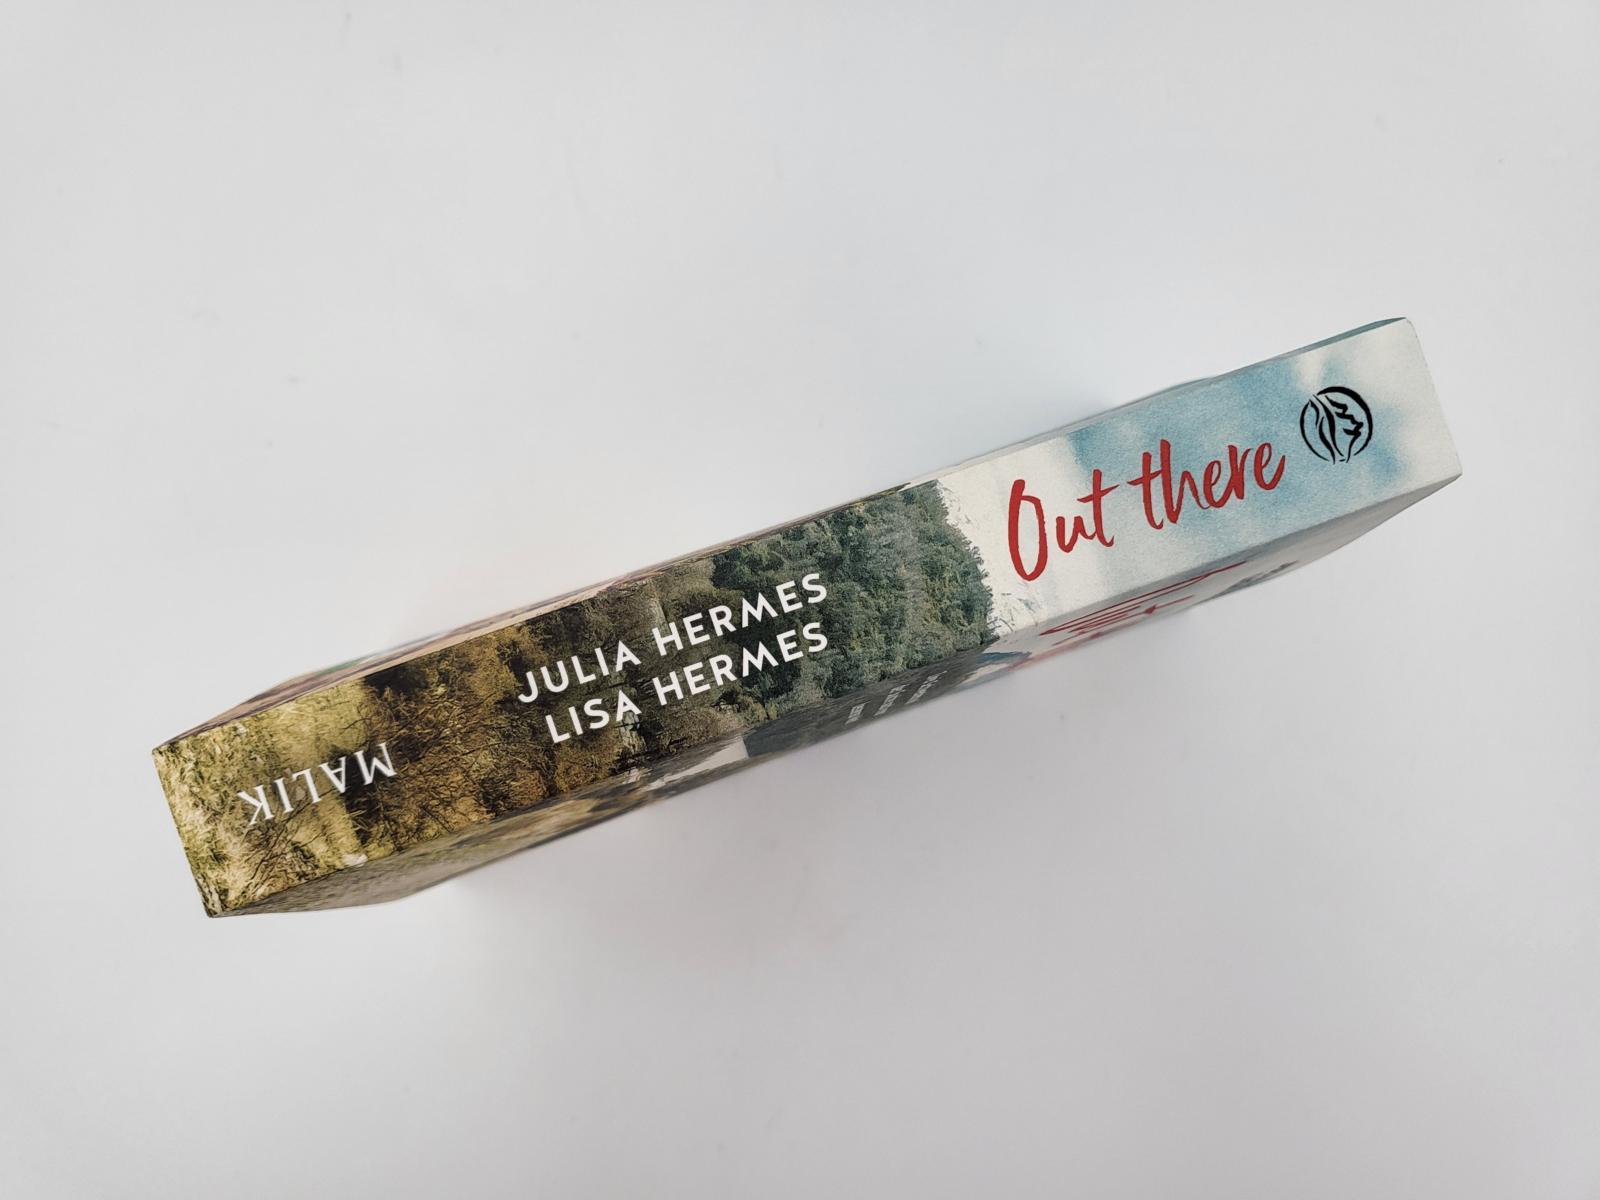 JULIA HERMES
LISA HERMES
Out there
MALIK